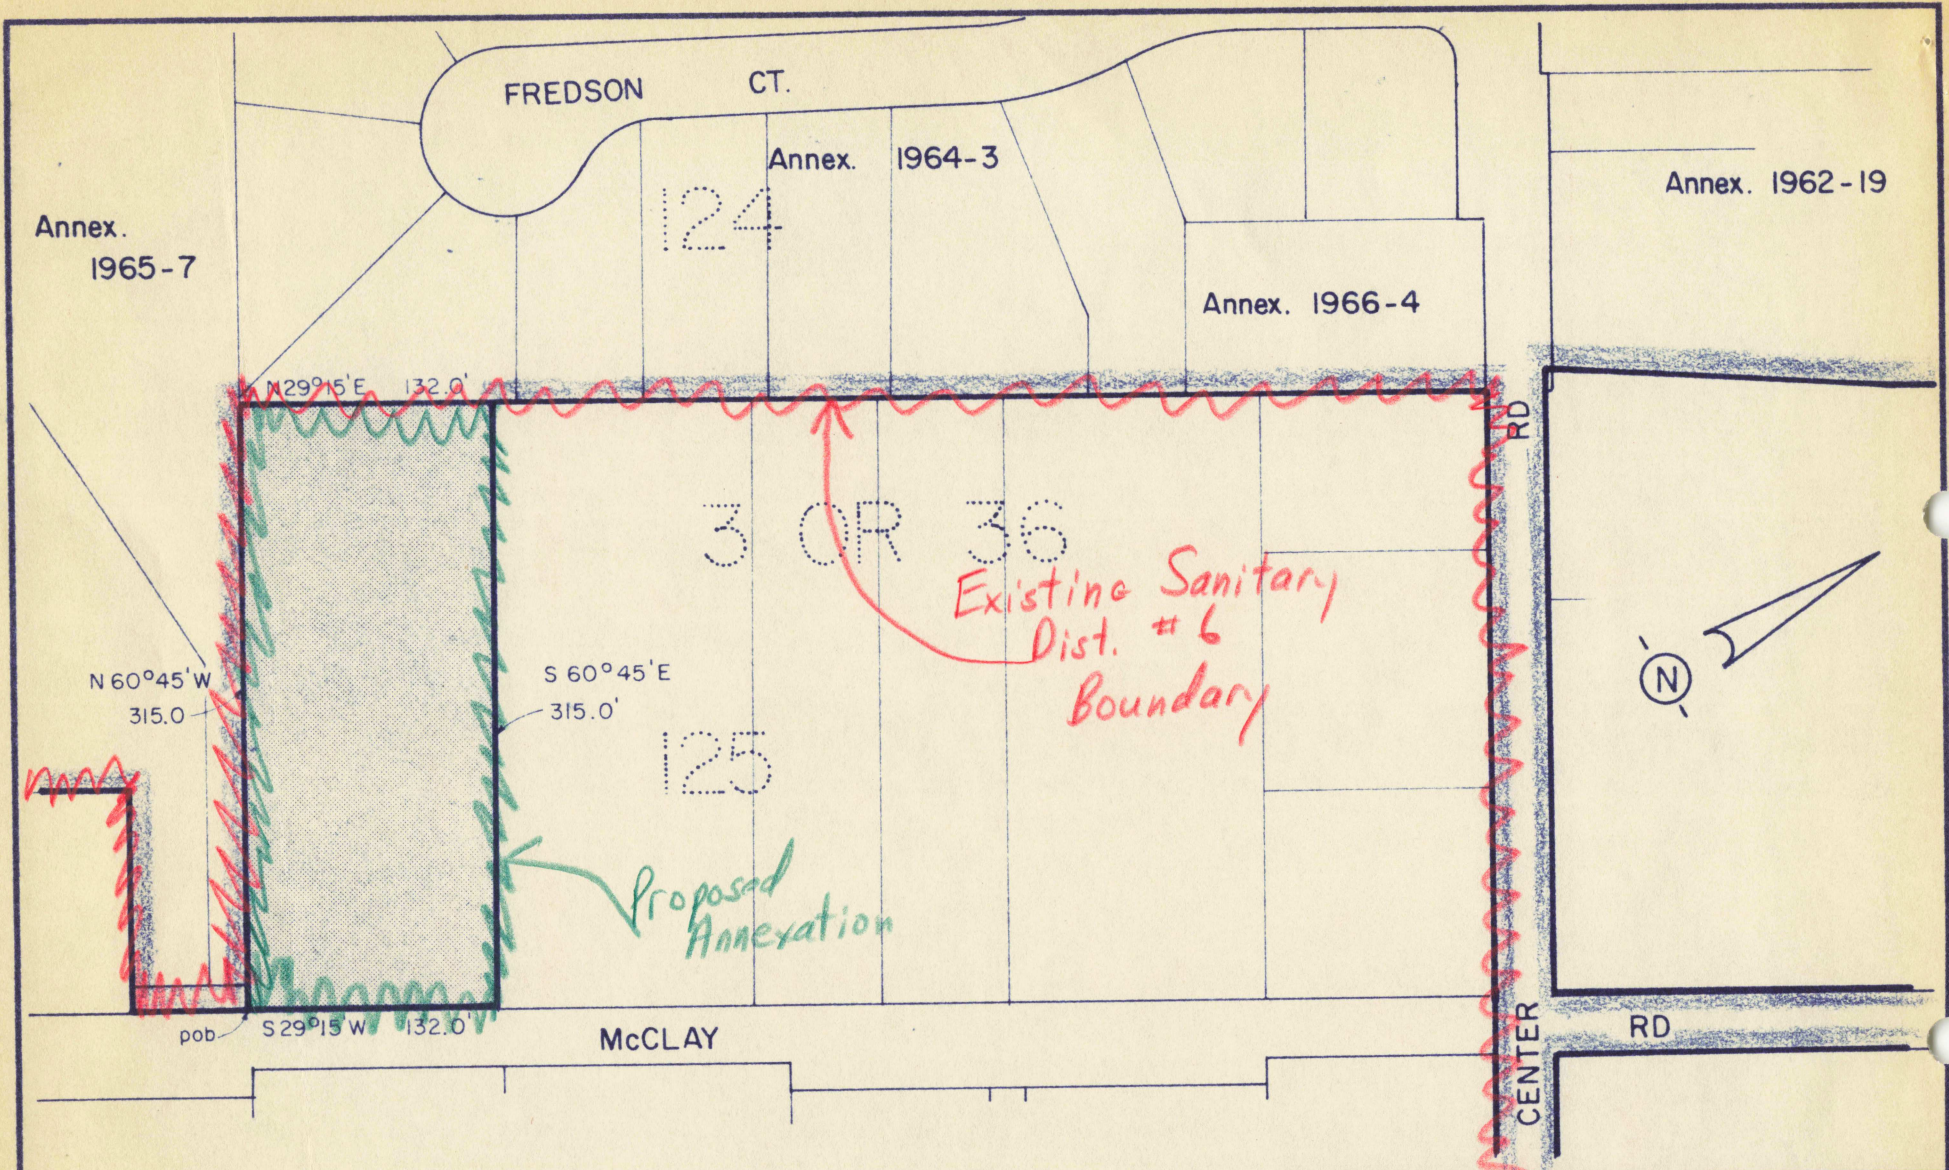 FREDSON CT.
Annex. 1964-3
124
Annex. 1962-19
Annex.
1965-7
Annex. 1966-4
N29°15'E 132.0'
RD
3 OR 36
Existing Sanitary
Dist. #6
Boundary
N 60°45'W
315.0
S 60°45'E
315.0'
N
125
Proposed
Annexation
pob
S29°15'W 132.0'
McCLAY
RD
CENTER